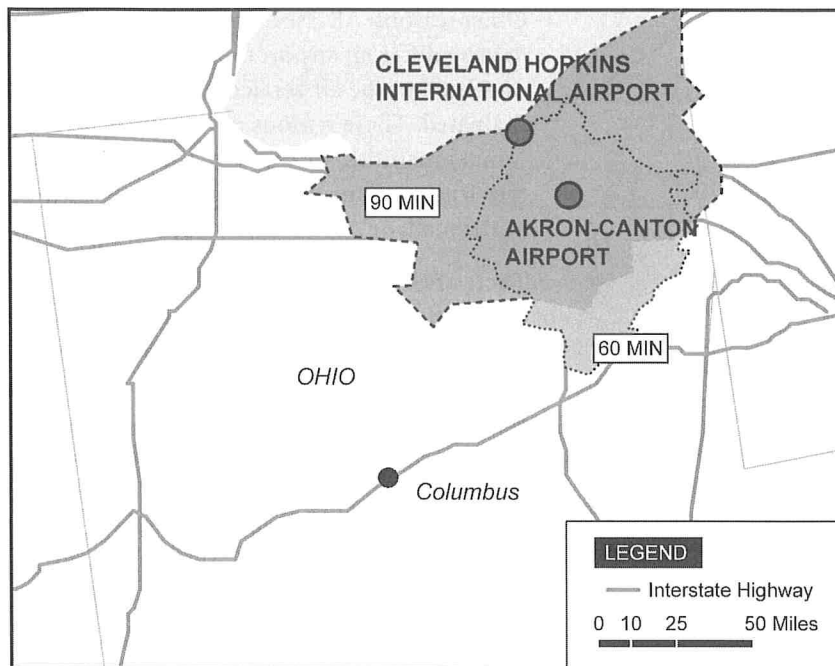 CLEVELAND HOPKINS
INTERNATIONAL AIRPORT
90 MIN
AKRON-CANTON
AIRPORT
60 MIN
OHIO
Columbus
LEGEND
Interstate Highway
0 10 25 50 Miles